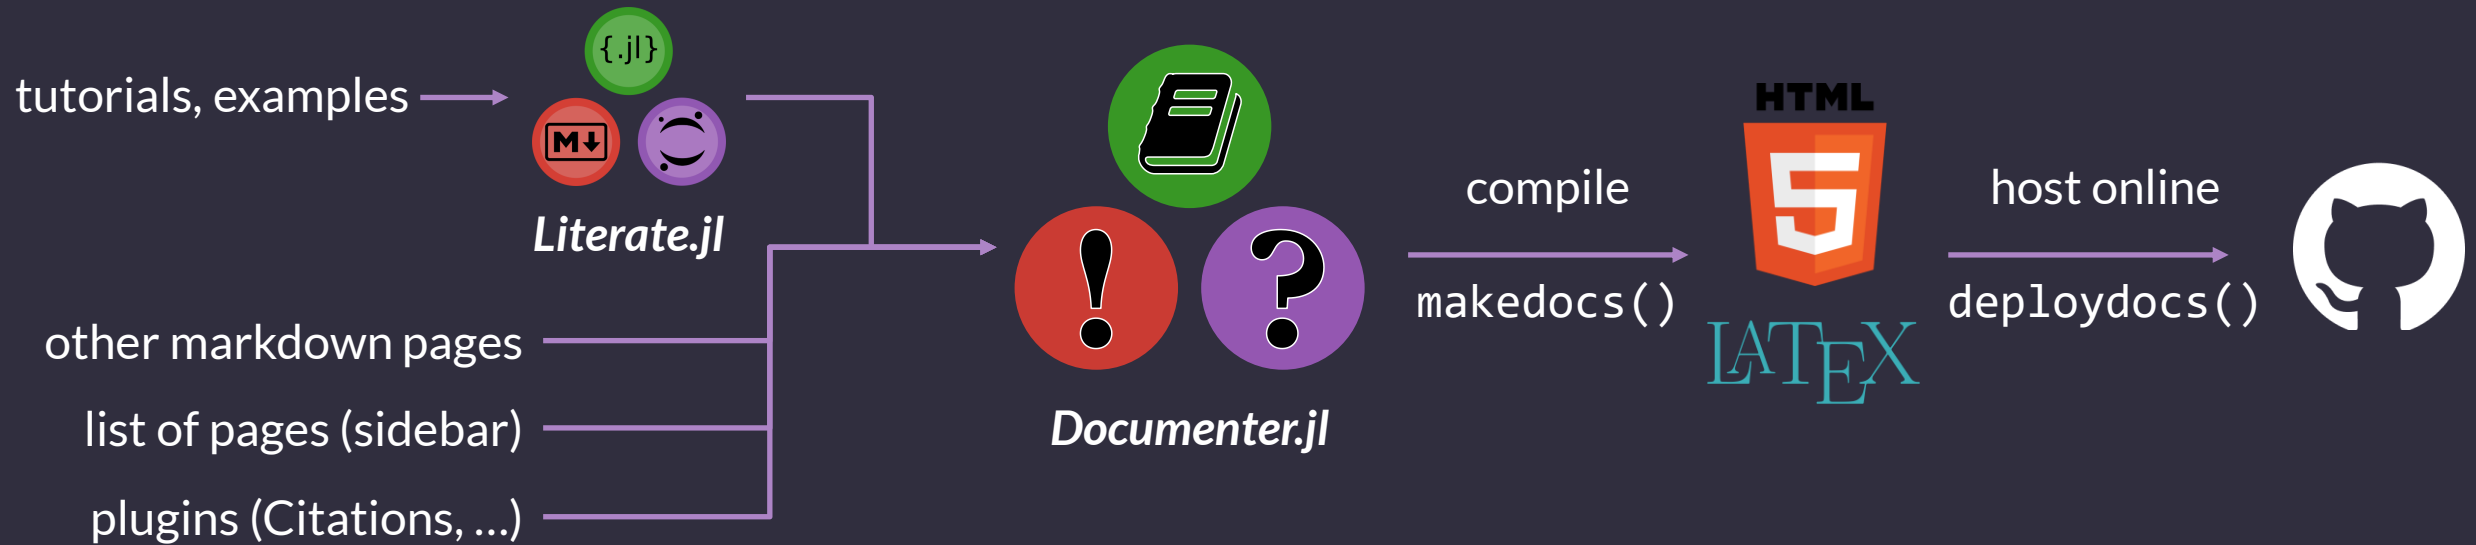 {.jl}
tutorials, examples
M
Literate.jl
other markdown pages
list of pages (sidebar)
plugins (Citations, ...)
!
?
Documenter.jl
compile
makedocs()
HTML
5
LATEX
host online
deploydocs()